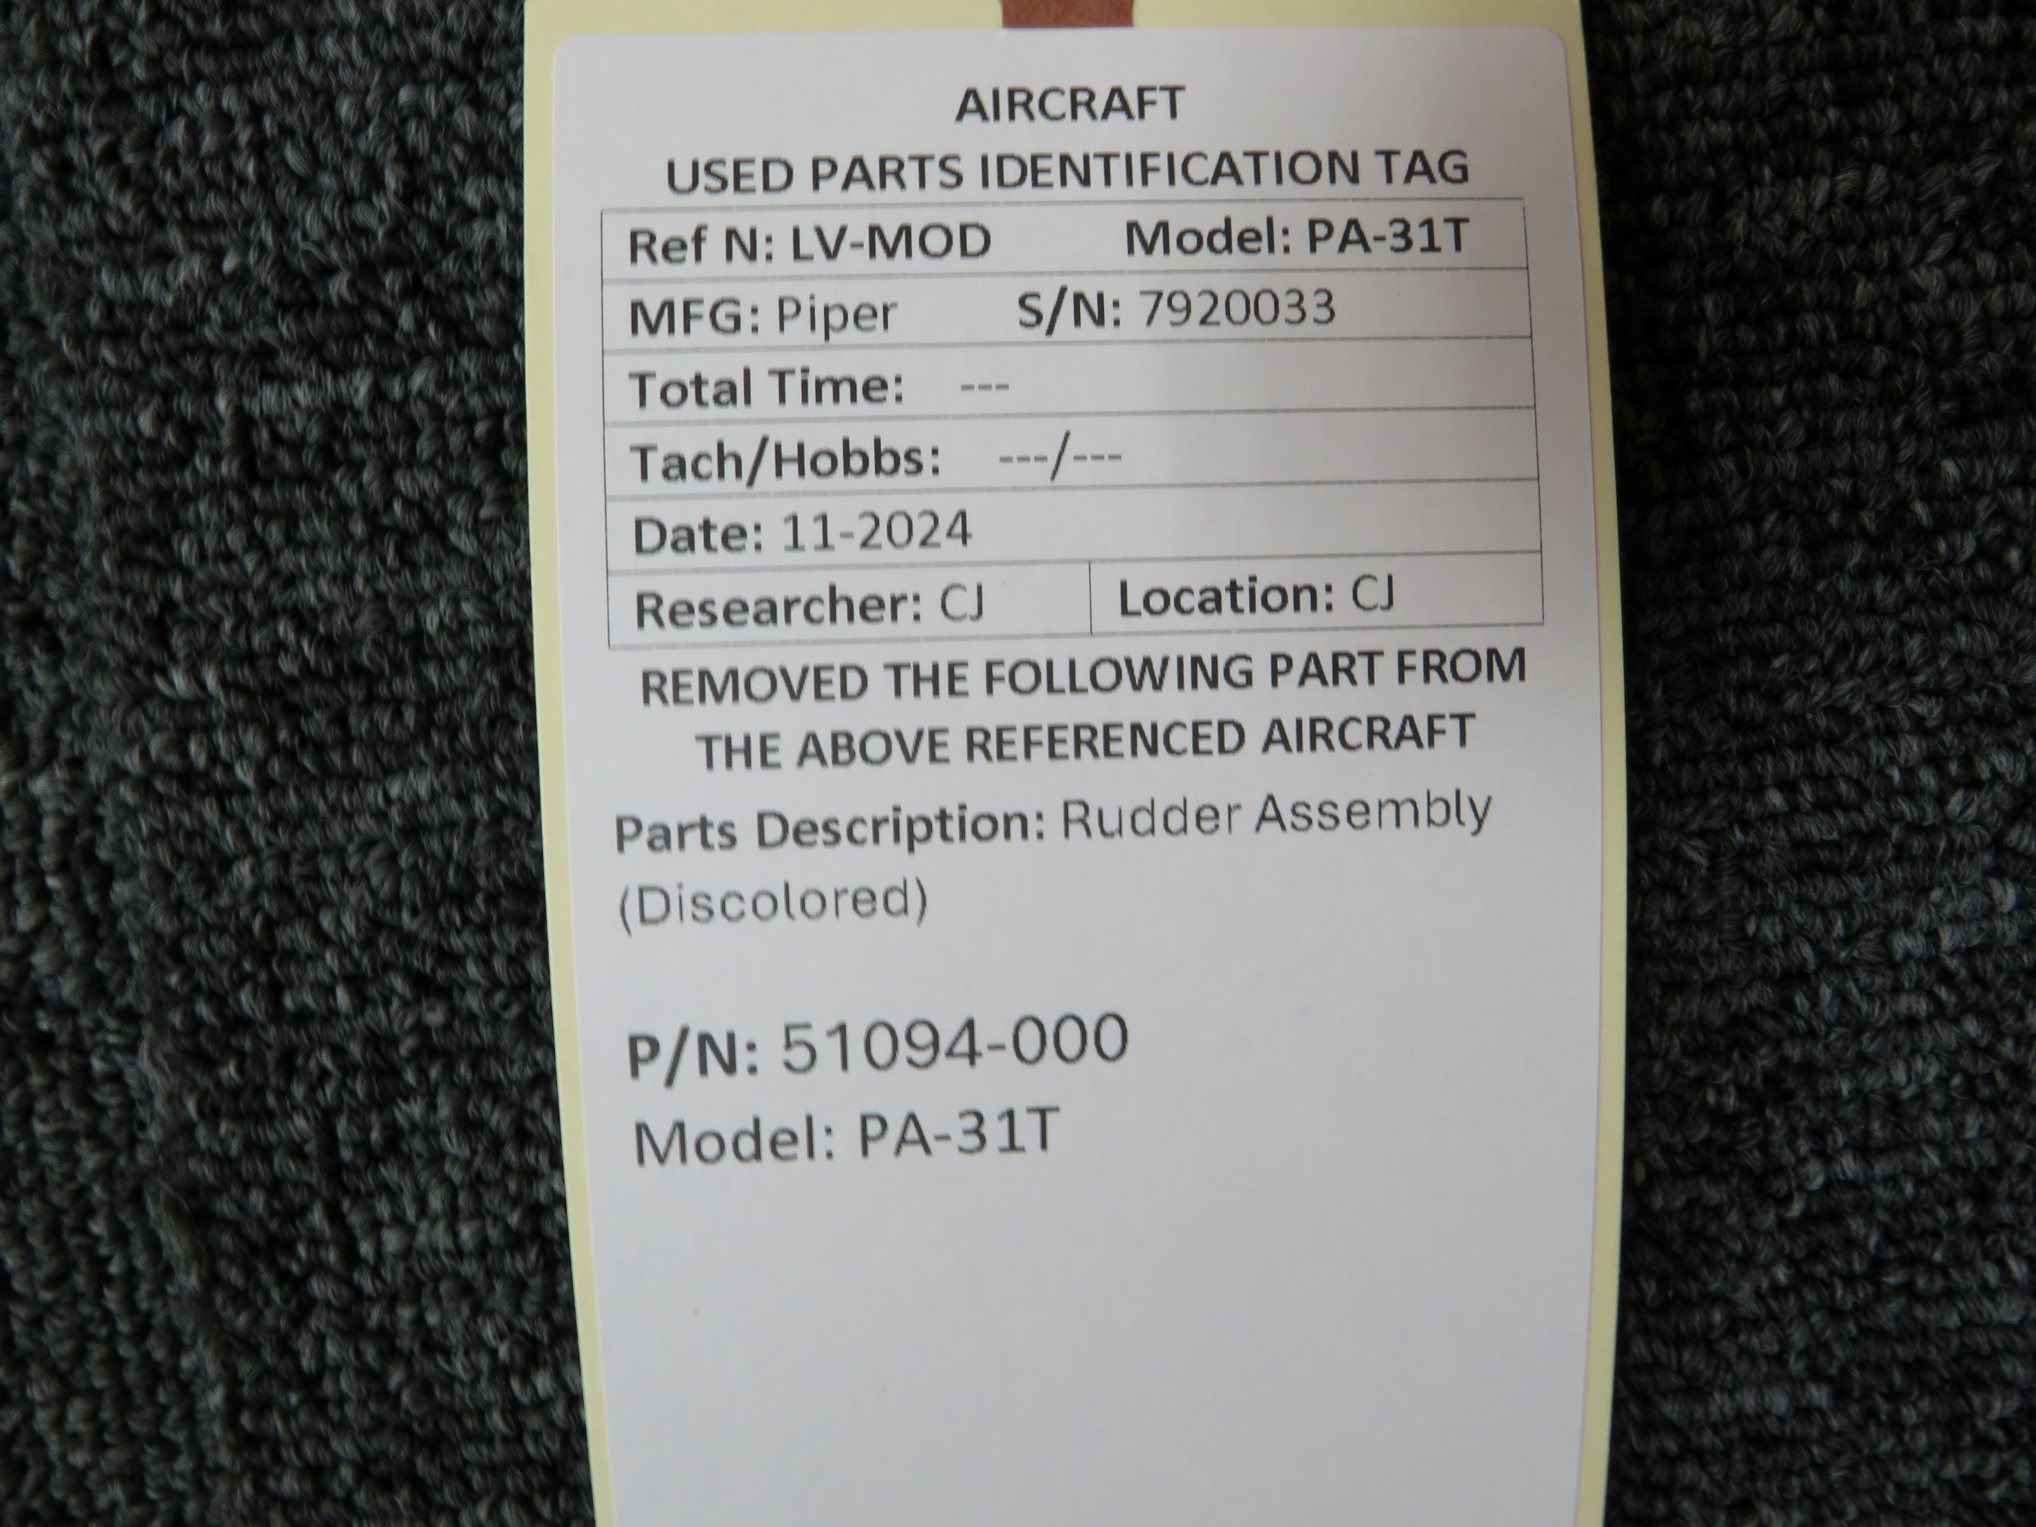 AIRCRAFT
USED PARTS IDENTIFICATION TAG
Ref N: LV-MOD Model: PA-31T
MFG: Piper S/N: 7920033
Total Time: ---
Tach/Hobbs: ---/---
Date: 11-2024
Researcher: CJ Location: CJ
REMOVED THE FOLLOWING PART FROM
THE ABOVE REFERENCED AIRCRAFT
Parts Description: Rudder Assembly
(Discolored)
P/N: 51094-000
Model: PA-31T